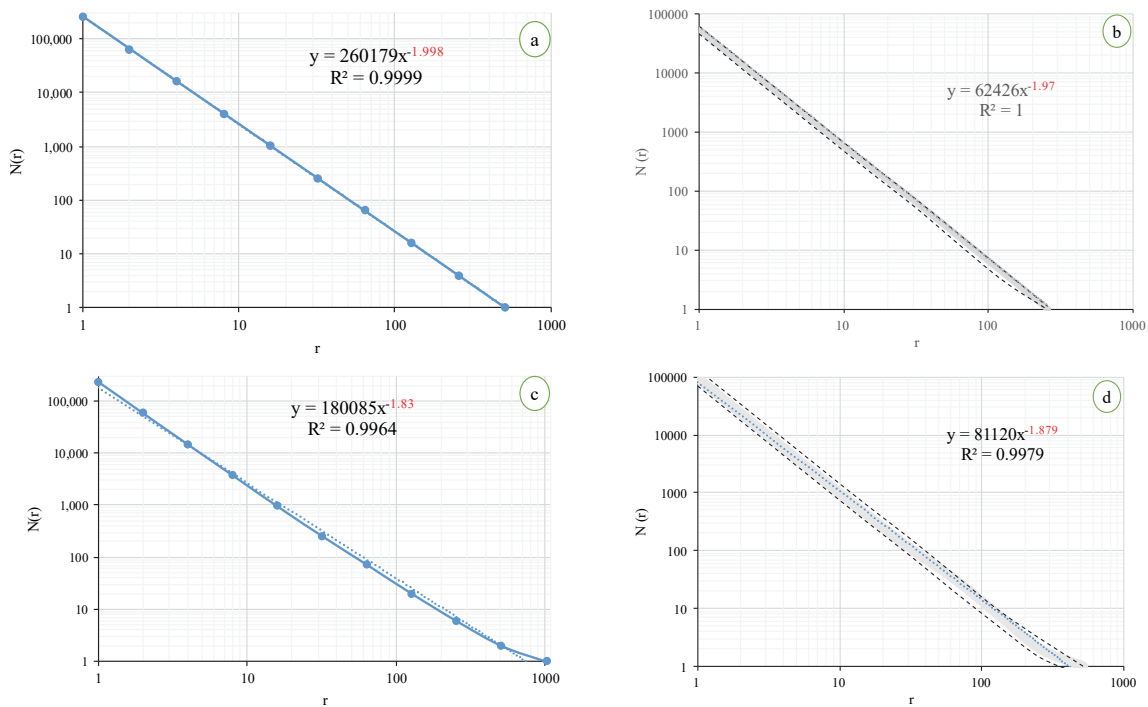 a
y = 260179x^-1.998
R² = 0.9999
N(r)
100,000
10,000
1,000
100
10
1
1 10 100 1000
r
b
y = 62426x^-1.97
R² = 1
N (r)
100000
10000
1000
100
10
1
1 10 100 1000
r
c
y = 180085x^-1.83
R² = 0.9964
N(r)
100,000
10,000
1,000
100
10
1
1 10 100 1000
r
d
y = 81120x^-1.879
R² = 0.9979
N (r)
100000
10000
1000
100
10
1
1 10 100 1000
r